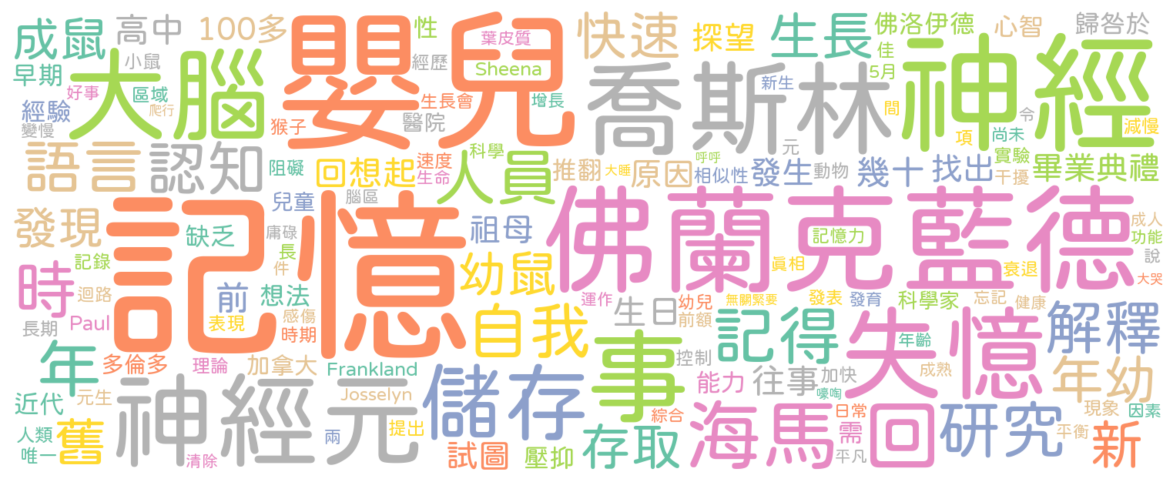 成鼠 高中 100多 嬰兒 性 快速 探望 生長 佛洛伊德 心智 歸咎於
早期 小鼠 大腦 葉皮質 經歷 Sheena 喬斯林 佳 5月 神經
好事 區域 爬行 生長會 增長 新生 間 令 減慢
經驗 變慢 猴子 醫院 元 項 尚未 實驗
語言 認知 阻礙 回想起 速度 生命 科學 人員 呼呼 大睡 推翻 原因 相似性 發生 動物 幾十 找出 干擾 畢業典禮
發現 記憶 兒童 腦區 祖母 佛蘭克藍德 成人
缺乏 庸碌 長 記憶力 功能 說
時 記錄 件 幼鼠 真相 衰退 大哭
迴路 前 想法 運作 幼兒 無關緊要 發表 發育 科學家 忘記 健康
Paul 表現 感傷 時期 自我 生日 前額 記得 失憶 解釋
長期 年 多倫多 理論 加拿大 Frankland 事 控制 年齡
近代 元生 神經元 Josselyn 儲存 能力 往事 加快 成熟 年幼
嚎啕 日常 回 現象 因素
人類 唯一 舊 兩 提出 綜合 海馬 需 研究 平衡 新
清除 試圖 壓抑 存取 平凡